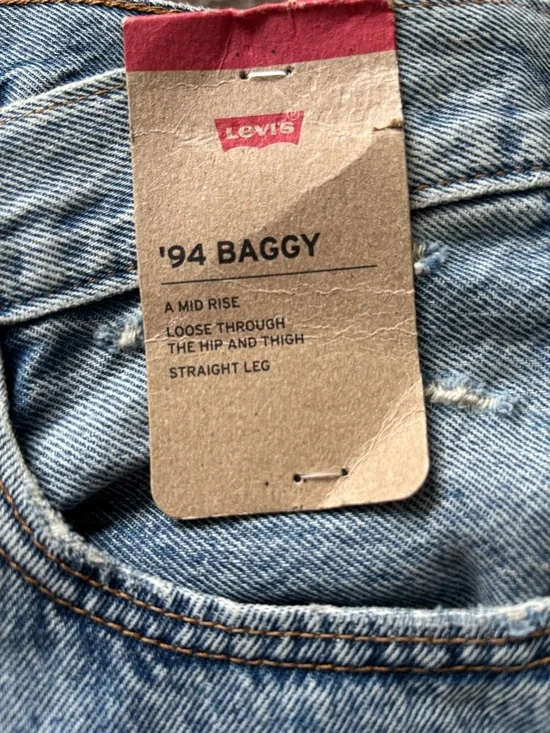 Levi's®
'94 BAGGY
A MID RISE
LOOSE THROUGH
THE HIP AND THIGH
STRAIGHT LEG